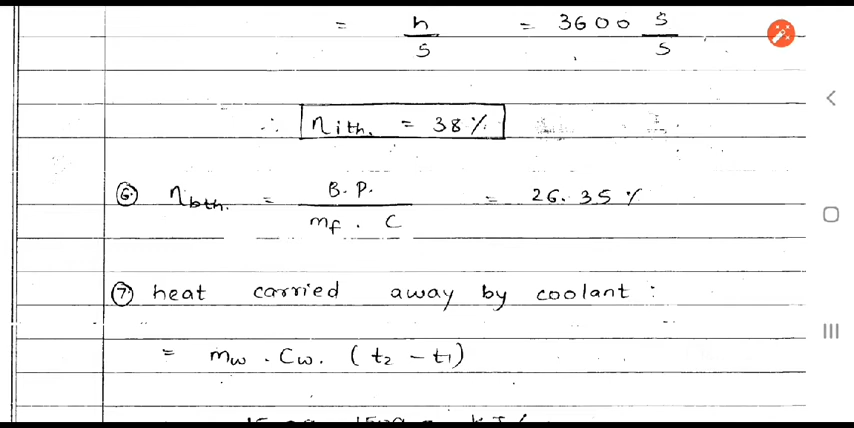 = h/s = 3600 s/s
∴ ηith. = 38%
⑥ ηbth. = B.P. / mf . C = 26.35 %
⑦ heat carried away by coolant :
= mw . Cw. ( t2 – t1)